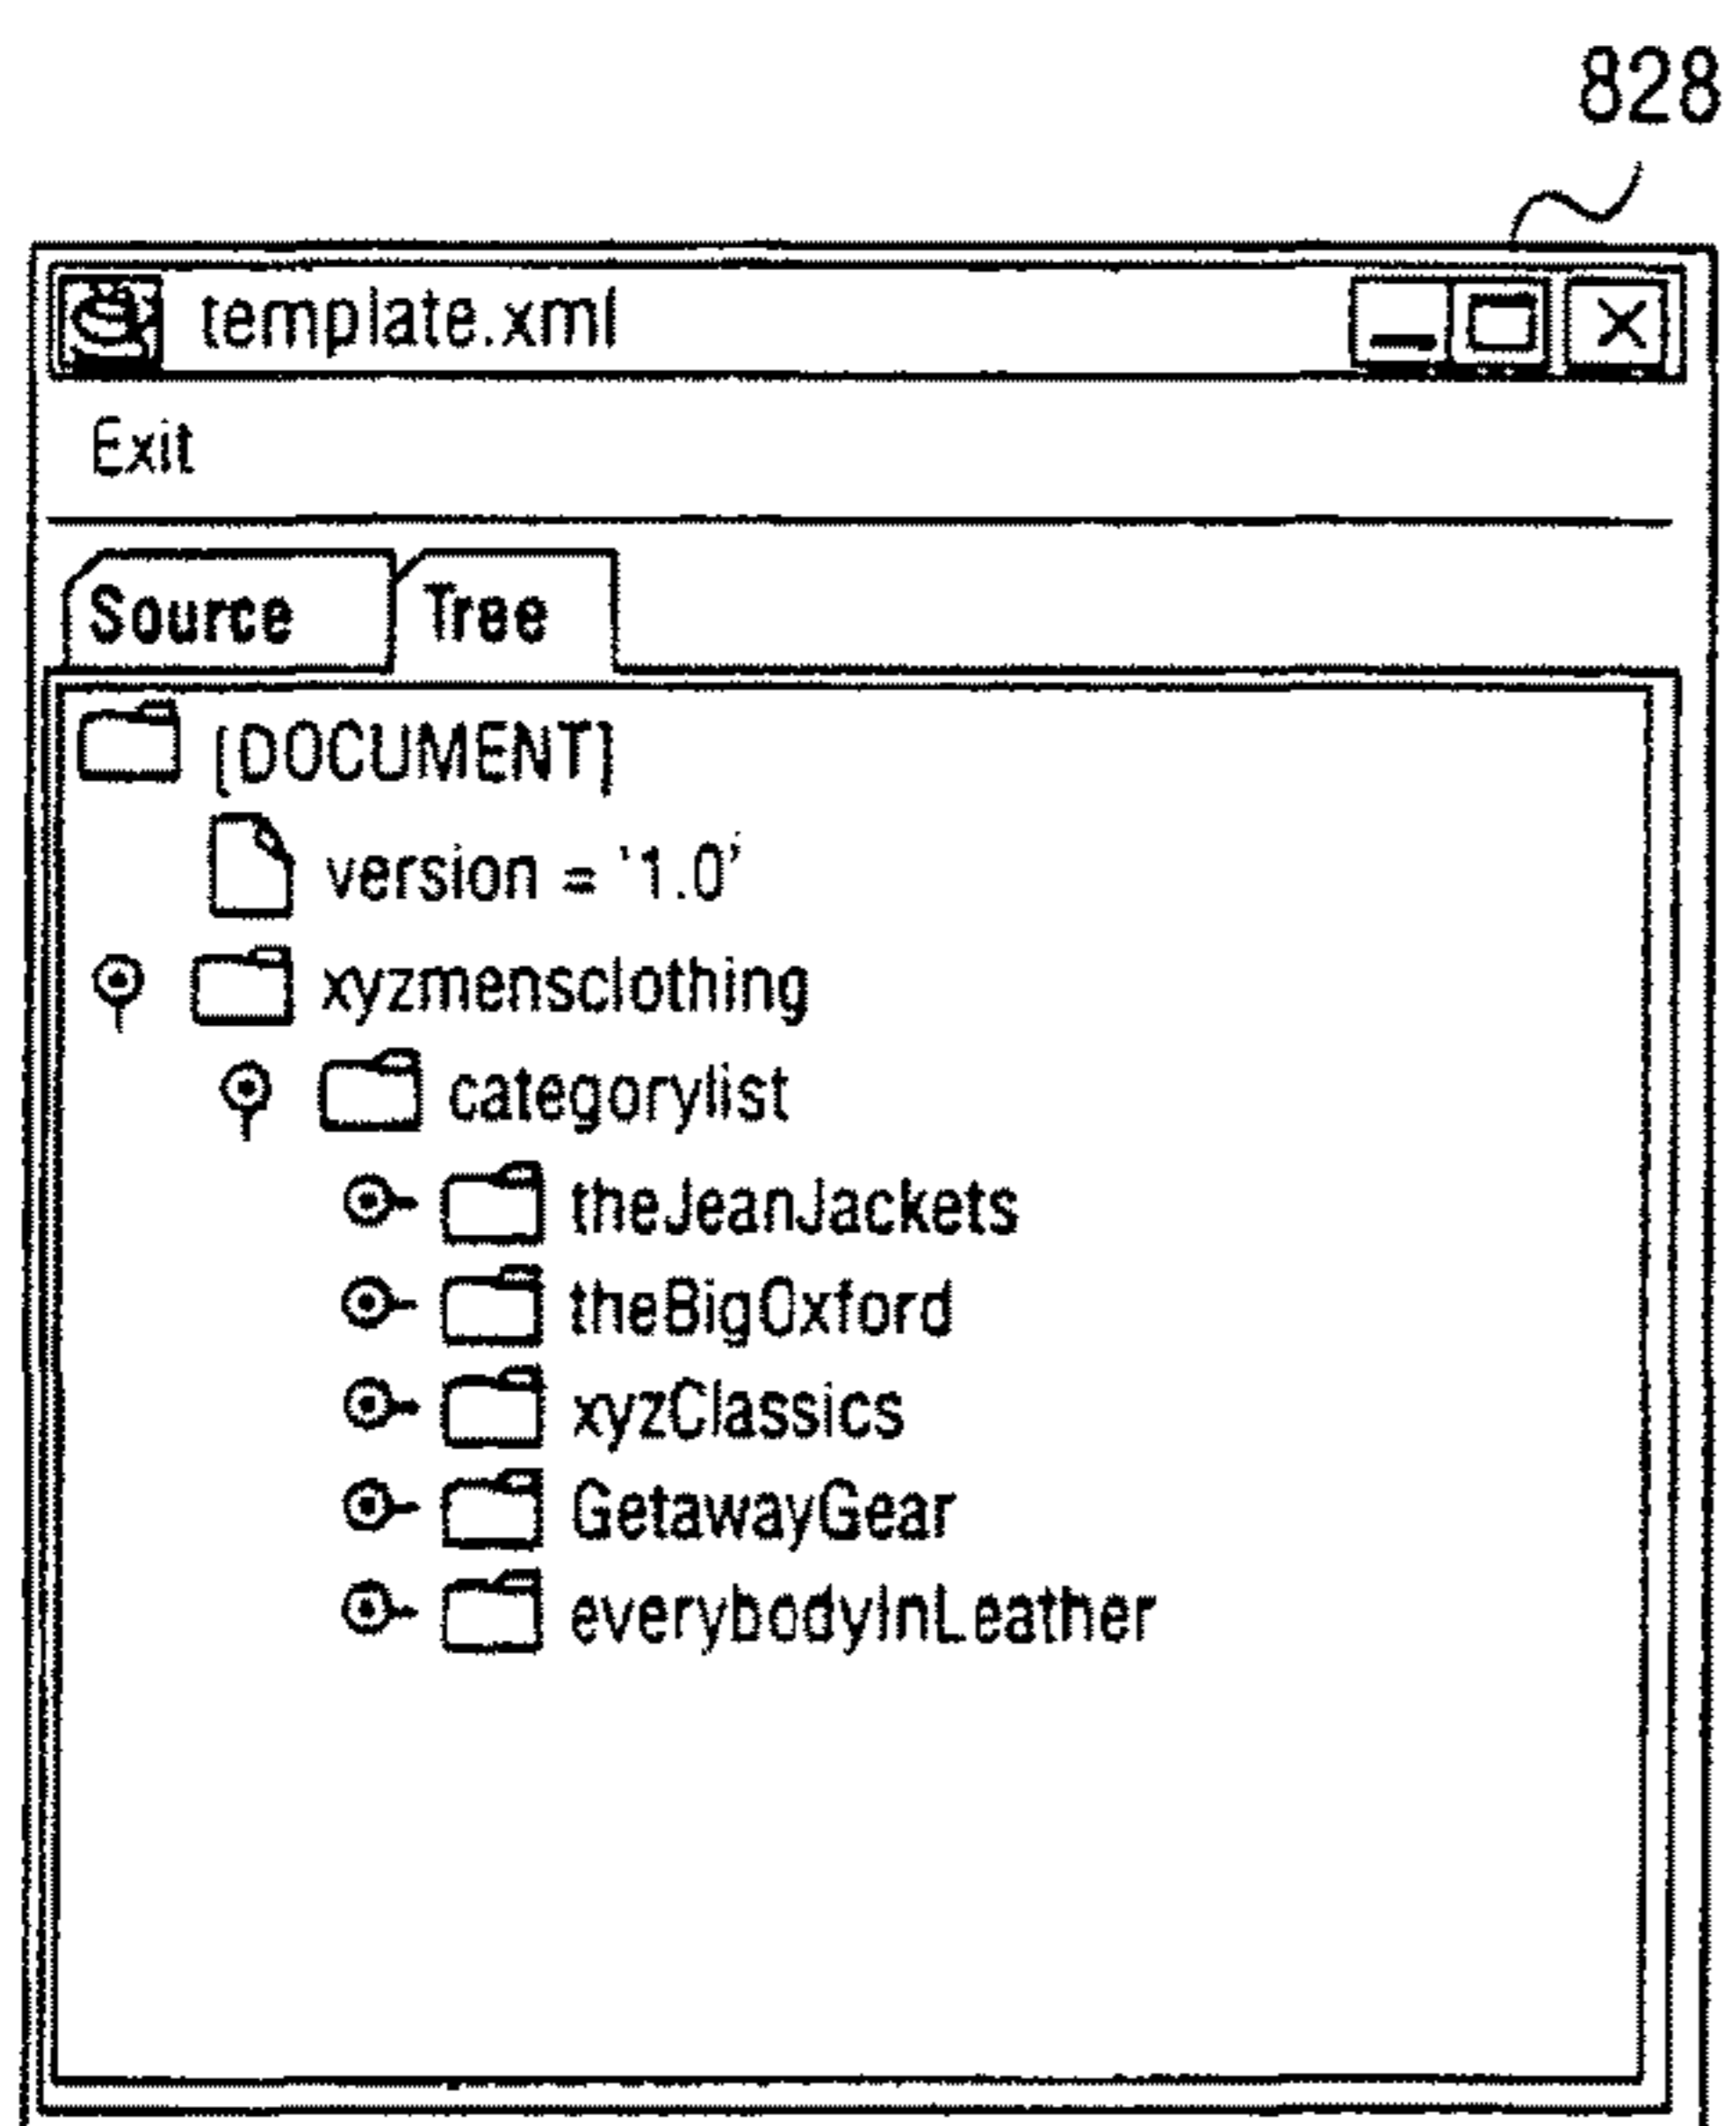 828
template.xml
Exit
Source Tree
[DOCUMENT]
version = '1.0'
xyzmensclothing
categorylist
theJeanJackets
theBigOxford
xyzClassics
GetawayGear
everybodyInLeather